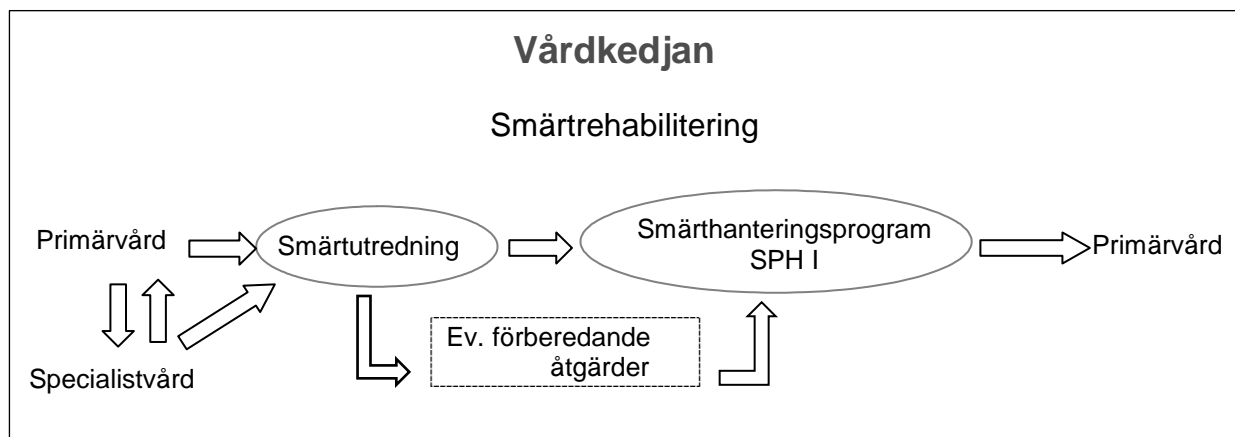 Vårdkedjan
Smärtrehabilitering
Primärvård
Smärtutredning
Smärthanteringsprogram
SPH I
Primärvård
Specialistvård
Ev. förberedande
åtgärder